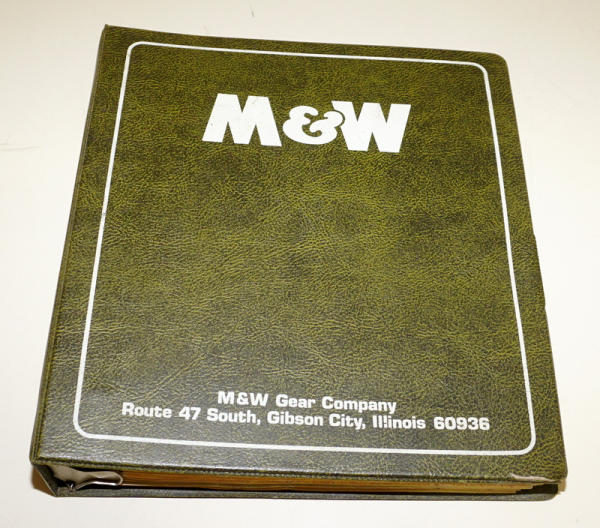 M&W
M&W Gear Company
Route 47 South, Gibson City, Illinois 60936